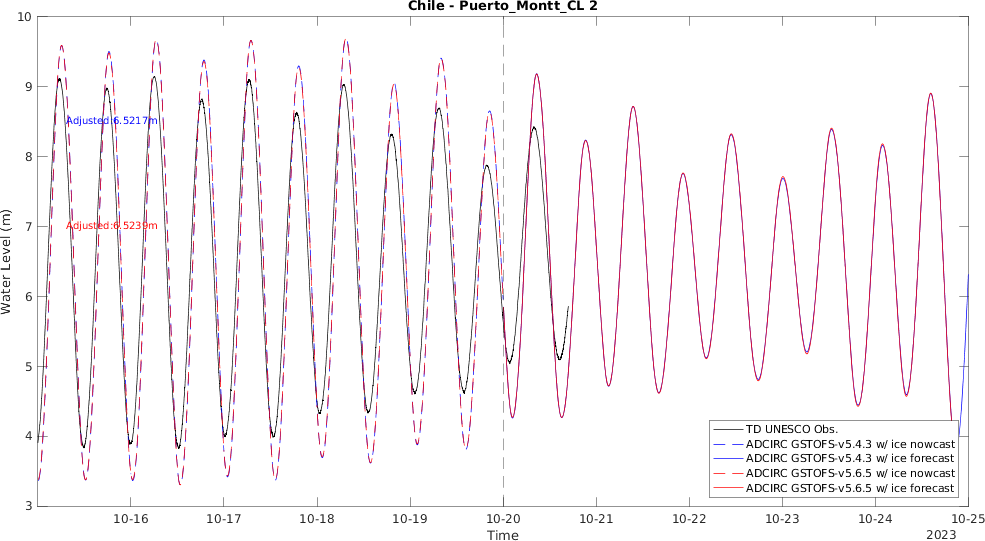 Chile - Puerto_Montt_CL 2
10
9
8
7
6
5
4
3
Water Level (m)
Adjusted:6.5217m
Adjusted:6.5239m
TD UNESCO Obs.
ADCIRC GSTOFS-v5.4.3 w/ ice nowcast
ADCIRC GSTOFS-v5.4.3 w/ ice forecast
ADCIRC GSTOFS-v5.6.5 w/ ice nowcast
ADCIRC GSTOFS-v5.6.5 w/ ice forecast
10-16
10-17
10-18
10-19
10-20
10-21
10-22
10-23
10-24
10-25
Time
2023